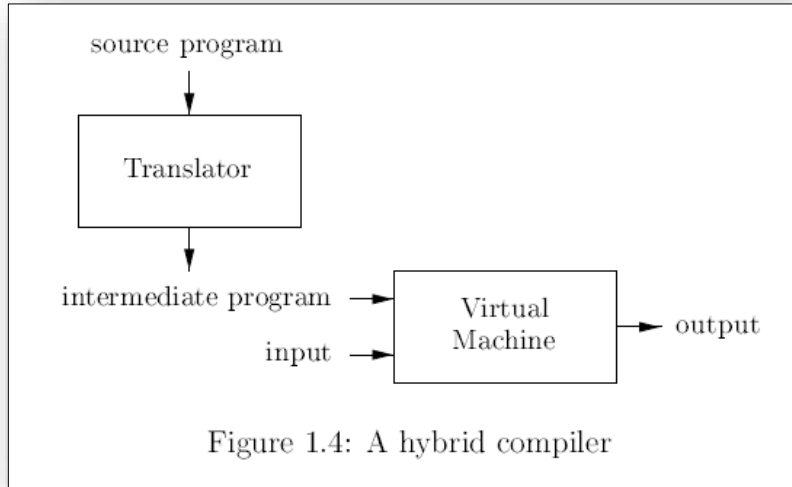 source program
Translator
intermediate program
input
Virtual
Machine
output
Figure 1.4: A hybrid compiler